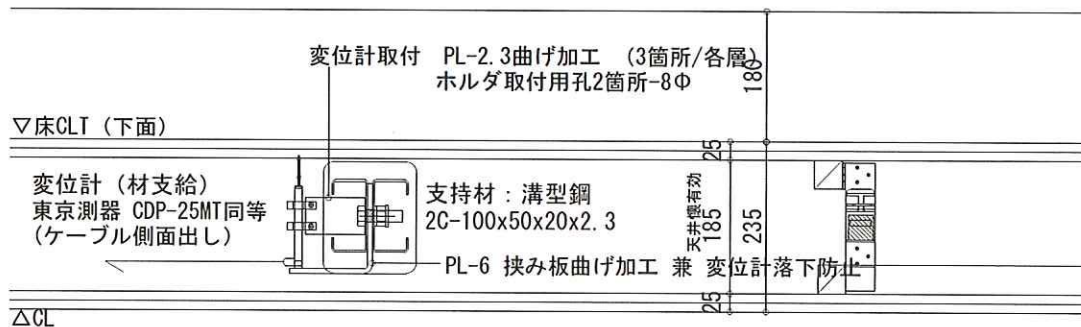 変位計取付 PL-2.3曲げ加工 (3箇所/各層)
ホルダ取付用孔2箇所-8Φ
180
▽床CLT (下面)
25
変位計 (材支給)
東京測器 CDP-25MT同等
(ケーブル側面出し)
支持材：溝型鋼
2C-100x50x20x2.3
天井懐有効
185
235
PL-6 挟み板曲げ加工 兼 変位計落下防止
25
△CL